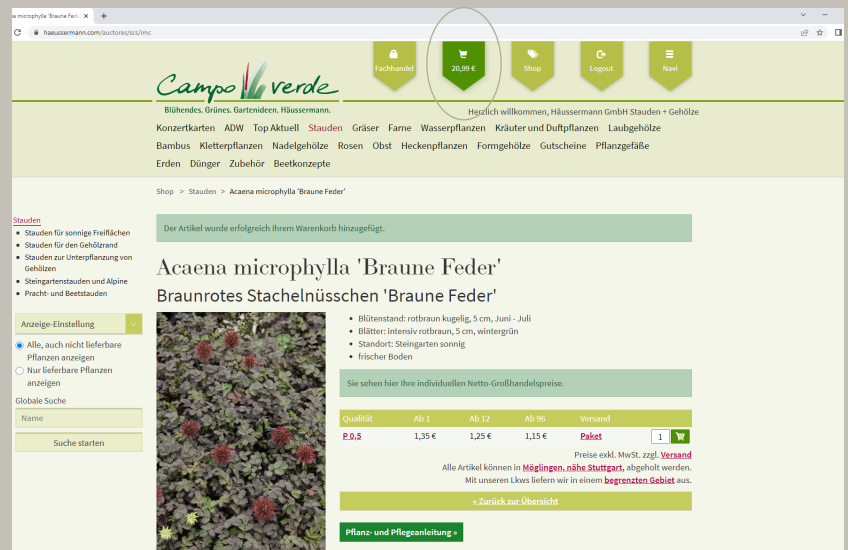 a microphylla 'Braune Fed
haeussermann.com/auctores/scs/imc
Fachhandel
20,99 €
Shop
Logout
Navi
Campo verde
Blühendes. Grünes. Gartenideen. Häussermann.
Herzlich willkommen, Häussermann GmbH Stauden + Gehölze
Konzertkarten ADW Top Aktuell Stauden Gräser Farne Wasserpflanzen Kräuter und Duftpflanzen Laubgehölze
Bambus Kletterpflanzen Nadelgehölze Rosen Obst Heckenpflanzen Formgehölze Gutscheine Pflanzgefäße
Erden Dünger Zubehör Beetkonzepte
Shop > Stauden > Acaena microphylla 'Braune Feder'
Stauden
Stauden für sonnige Freiflächen
Stauden für den Gehölzrand
Stauden zur Unterpflanzung von
Gehölzen
Steingartenstauden und Alpine
Pracht- und Beetstauden
Anzeige-Einstellung
Alle, auch nicht lieferbare
Pflanzen anzeigen
Nur lieferbare Pflanzen
anzeigen
Globale Suche
Name
Suche starten
Der Artikel wurde erfolgreich Ihrem Warenkorb hinzugefügt.
Acaena microphylla 'Braune Feder'
Braunrotes Stachelnüsschen 'Braune Feder'
Blütenstand: rotbraun kugelig, 5 cm, Juni - Juli
Blätter: intensiv rotbraun, 5 cm, wintergrün
Standort: Steingarten sonnig
frischer Boden
Sie sehen hier Ihre individuellen Netto-Großhandelspreise.
Qualität Ab 1 Ab 12 Ab 96 Versand
P 0,5 1,35 € 1,25 € 1,15 € Paket 1
Preise exkl. MwSt. zzgl. Versand
Alle Artikel können in Möglingen, nähe Stuttgart, abgeholt werden.
Mit unseren Lkws liefern wir in einem begrenzten Gebiet aus.
« Zurück zur Übersicht
Pflanz- und Pflegeanleitung »